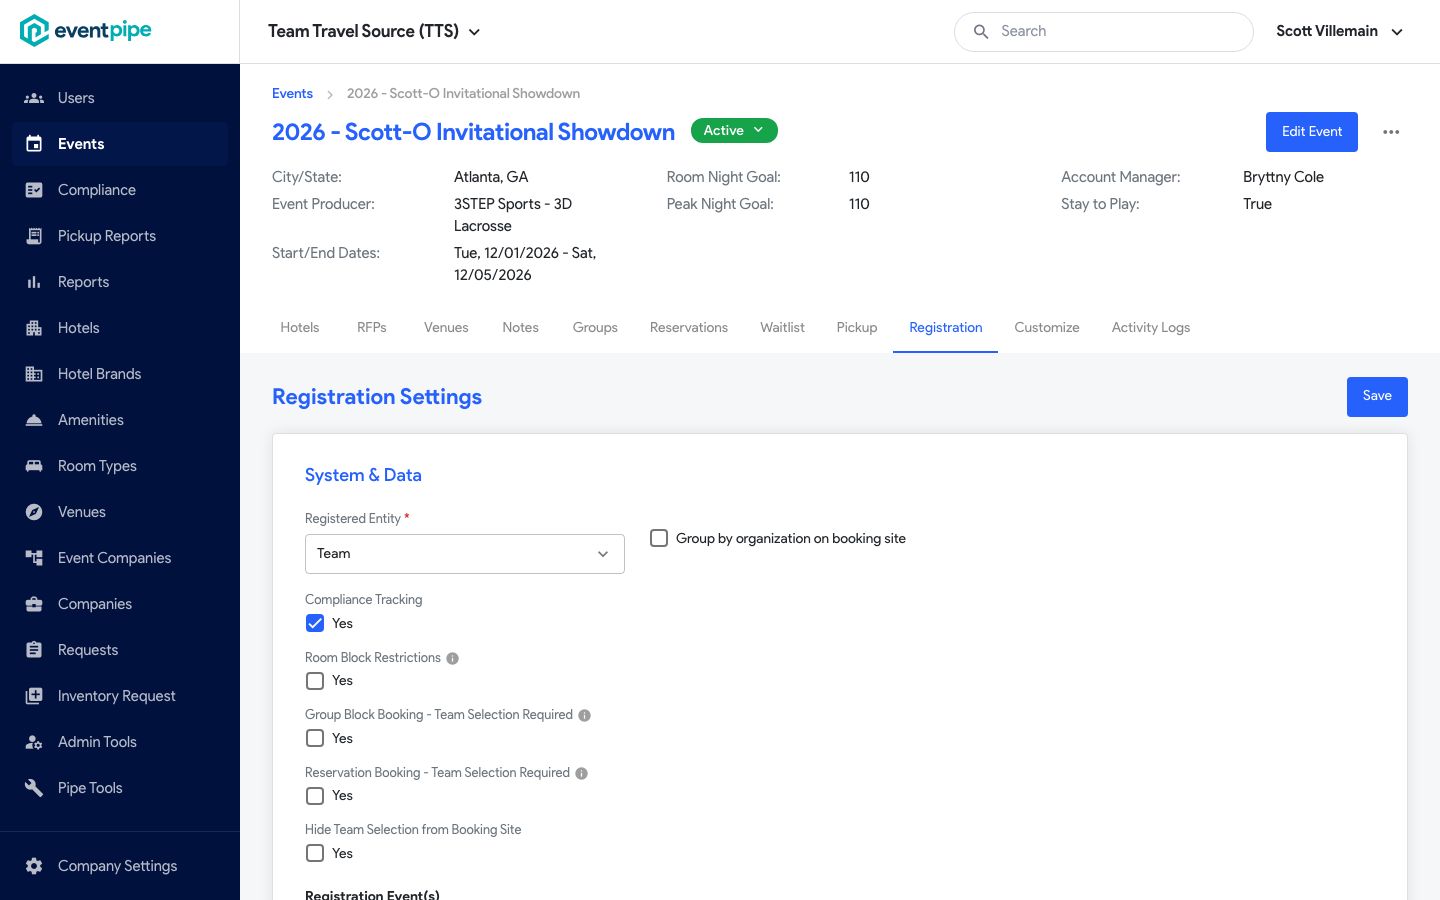 eventpipe
Team Travel Source (TTS)
Search
Scott Villemain
Users
Events
Compliance
Pickup Reports
Reports
Hotels
Hotel Brands
Amenities
Room Types
Venues
Event Companies
Companies
Requests
Inventory Request
Admin Tools
Pipe Tools
Company Settings
Events
2026 - Scott-O Invitational Showdown
2026 - Scott-O Invitational Showdown
Active
Edit Event
City/State:
Atlanta, GA
Event Producer:
3STEP Sports - 3D
Lacrosse
Start/End Dates:
Tue, 12/01/2026 - Sat,
12/05/2026
Room Night Goal:
110
Peak Night Goal:
110
Account Manager:
Bryttny Cole
Stay to Play:
True
Hotels
RFPs
Venues
Notes
Groups
Reservations
Waitlist
Pickup
Registration
Customize
Activity Logs
Registration Settings
Save
System & Data
Registered Entity *
Team
Group by organization on booking site
Compliance Tracking
Yes
Room Block Restrictions
Yes
Group Block Booking - Team Selection Required
Yes
Reservation Booking - Team Selection Required
Yes
Hide Team Selection from Booking Site
Yes
Registration Event(s)